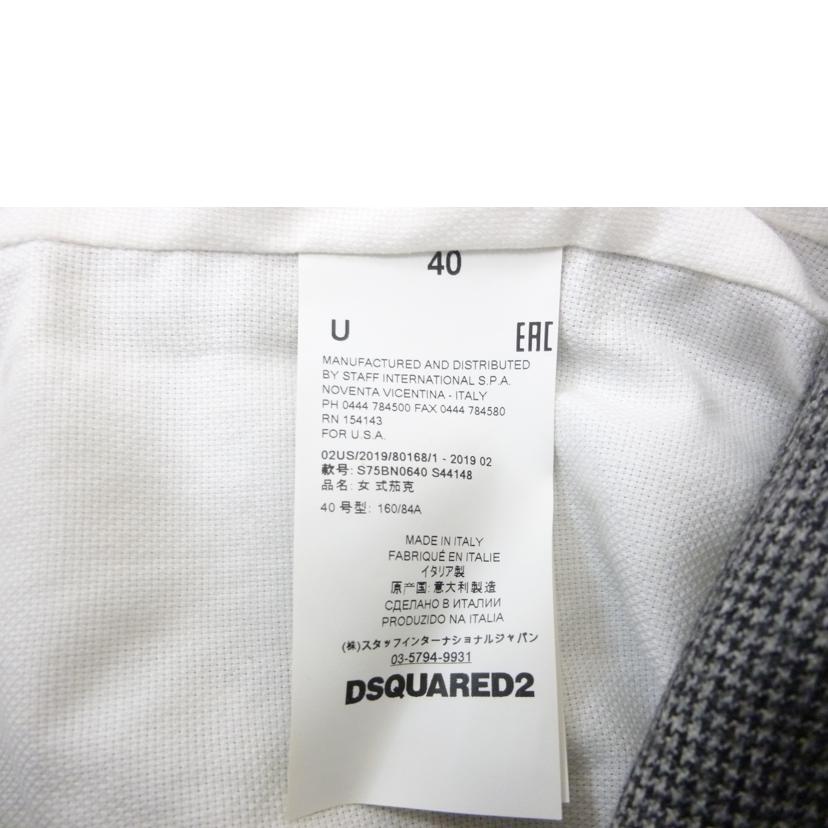 40
U EAC
MANUFACTURED AND DISTRIBUTED
BY STAFF INTERNATIONAL S.P.A.
NOVENTA VICENTINA - ITALY
PH 0444 784500 FAX 0444 784580
RN 154143
FOR U.S.A.
02US/2019/80168/1 - 2019 02
款号: S75BN0640 S44148
品名: 女 式茄克
40 号型: 160/84A
MADE IN ITALY
FABRIQUÉ EN ITALIE
イタリア製
原产国: 意大利製造
СДЕЛАНО В ИТАЛИИ
PRODUZIDO NA ITALIA
(株)スタッフインターナショナルジャパン
03-5794-9931
DSQUARED2